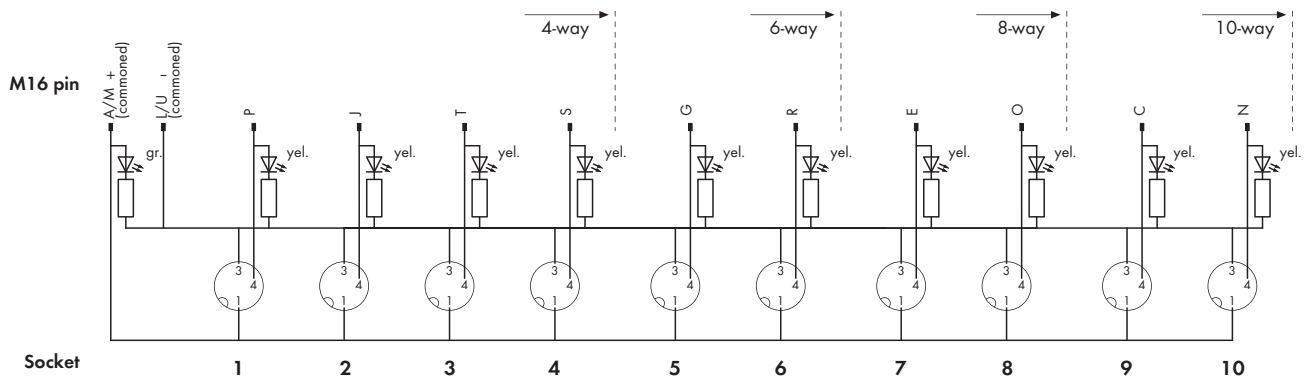 4-way 6-way 8-way 10-way
M16 pin
A/M +
(commoned)
L/U –
(commoned)
P J T S G R E O C N
gr. yel. yel. yel. yel. yel. yel. yel. yel. yel. yel.
3 3 3 3 3 3 3 3 3 3
4 4 4 4 4 4 4 4 4 4
1 1 1 1 1 1 1 1 1 1
Socket 1 2 3 4 5 6 7 8 9 10